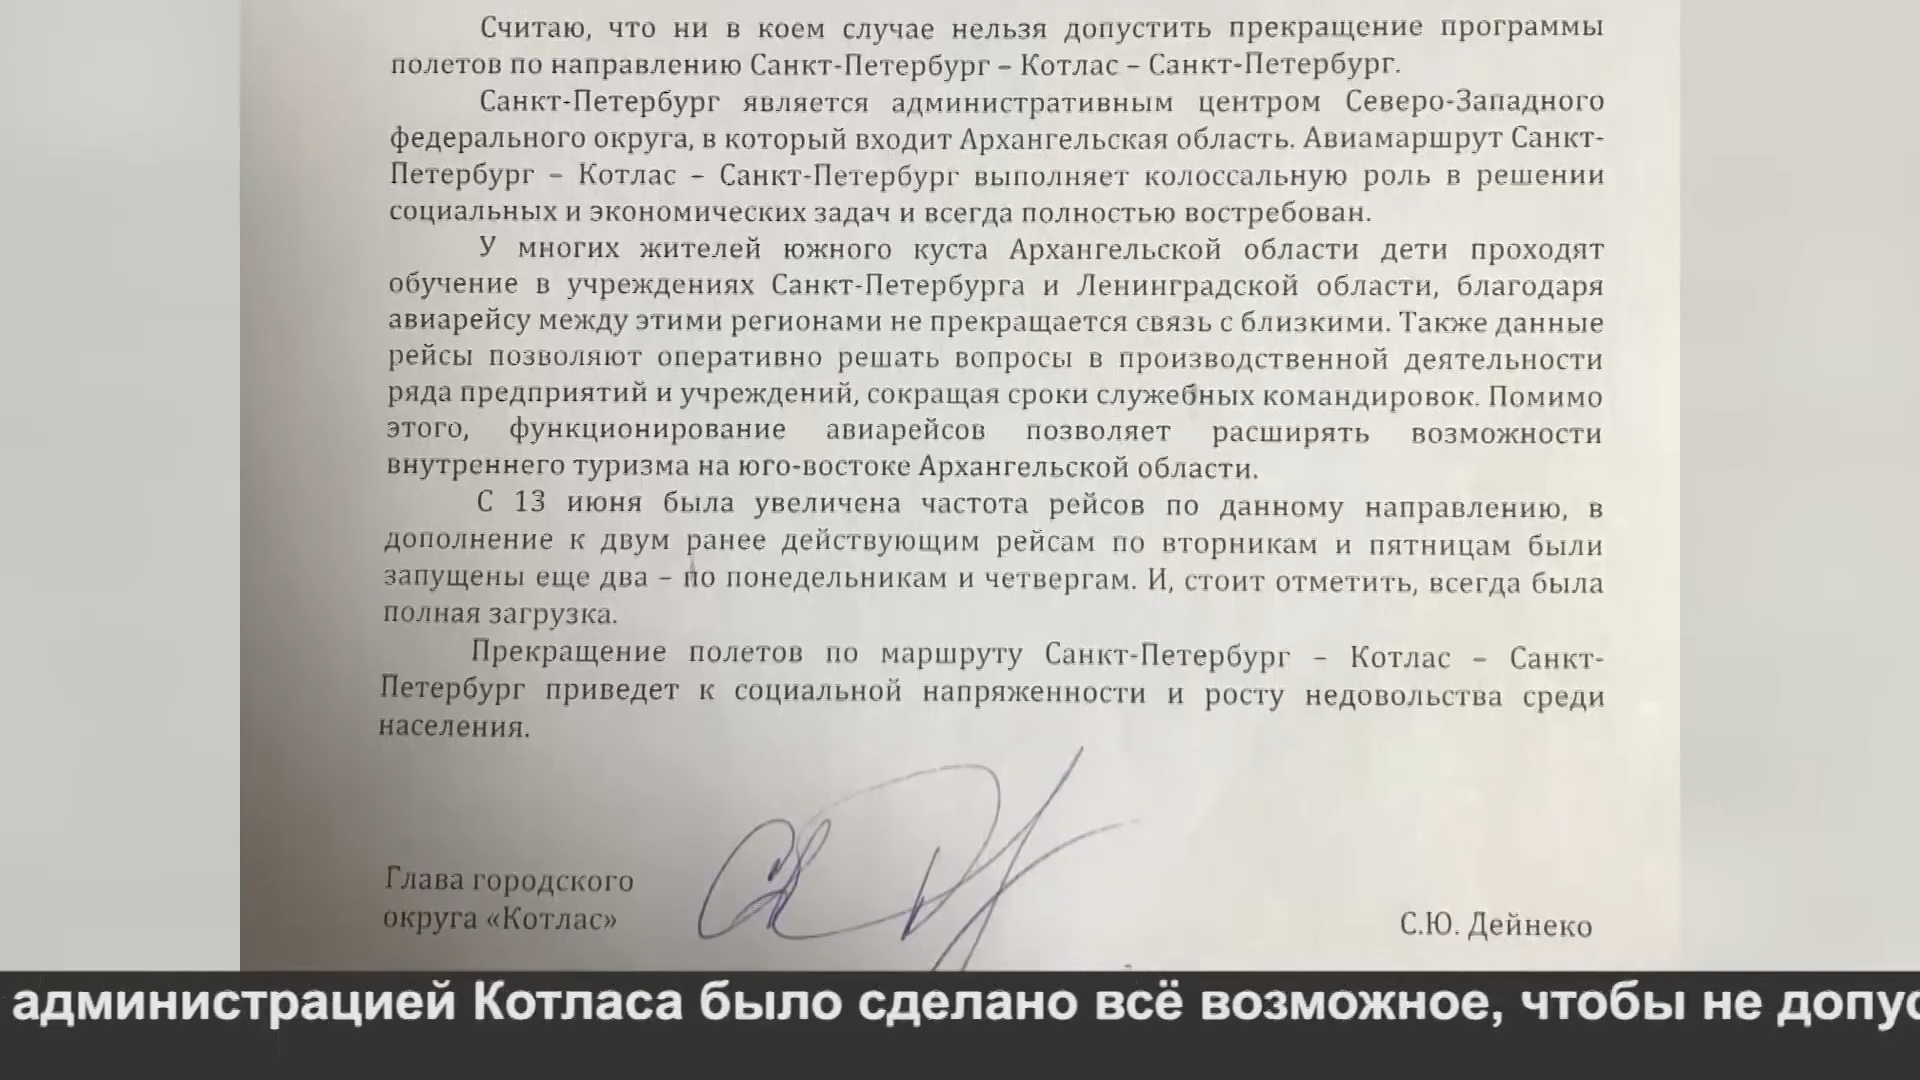 Считаю, что ни в коем случае нельзя допустить прекращение программы
полетов по направлению Санкт-Петербург – Котлас – Санкт-Петербург.
Санкт-Петербург является административным центром Северо-Западного
федерального округа, в который входит Архангельская область. Авиамаршрут Санкт-
Петербург – Котлас – Санкт-Петербург выполняет колоссальную роль в решении
социальных и экономических задач и всегда полностью востребован.
У многих жителей южного куста Архангельской области дети проходят
обучение в учреждениях Санкт-Петербурга и Ленинградской области, благодаря
авиарейсу между этими регионами не прекращается связь с близкими. Также данные
рейсы позволяют оперативно решать вопросы в производственной деятельности
ряда предприятий и учреждений, сокращая сроки служебных командировок. Помимо
этого, функционирование авиарейсов позволяет расширять возможности
внутреннего туризма на юго-востоке Архангельской области.
С 13 июня была увеличена частота рейсов по данному направлению, в
дополнение к двум ранее действующим рейсам по вторникам и пятницам были
запущены еще два – по понедельникам и четвергам. И, стоит отметить, всегда была
полная загрузка.
Прекращение полетов по маршруту Санкт-Петербург – Котлас – Санкт-
Петербург приведет к социальной напряженности и росту недовольства среди
населения.
Глава городского
округа «Котлас»
С.Ю. Дейнеко
администрацией Котласа было сделано всё возможное, чтобы не допус